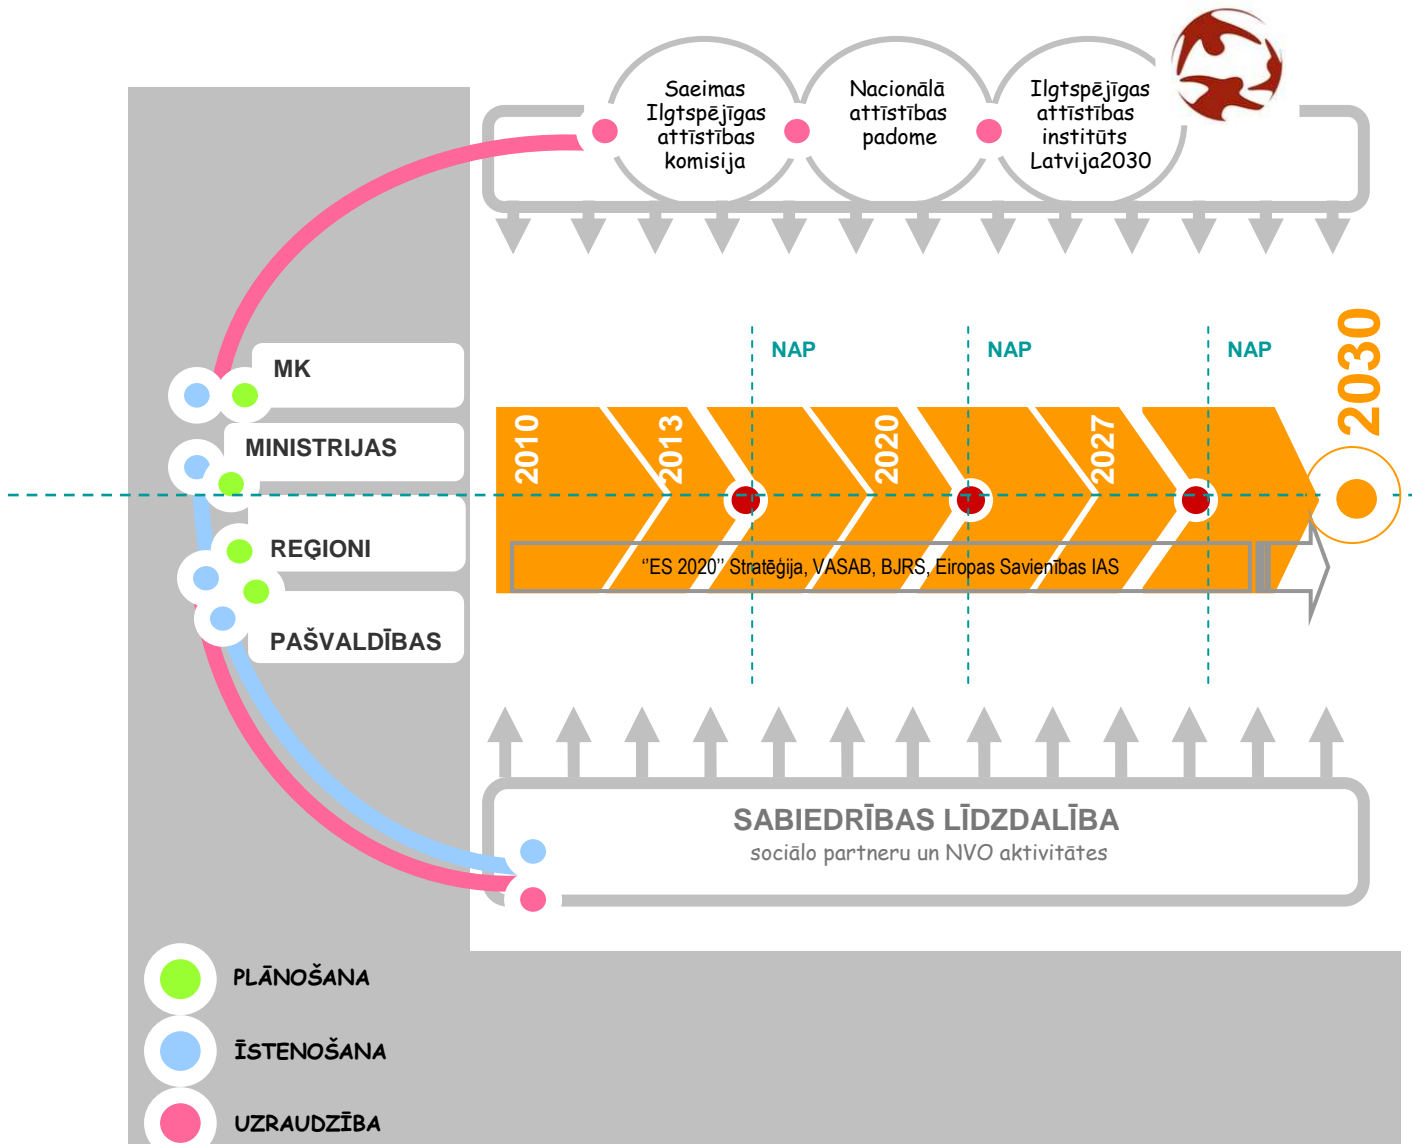 Saeimas
Ilgtspējīgas
attīstības
komisija
Nacionālā
attīstības
padome
Ilgtspējīgas
attīstības
institūts
Latvija2030
MK
MINISTRIJAS
REĢIONI
PAŠVALDĪBAS
NAP
NAP
NAP
2010
2013
2020
2027
2030
‘‘ES 2020’’ Stratēģija, VASAB, BJRS, Eiropas Savienības IAS
SABIEDRĪBAS LĪDZDALĪBA
sociālo partneru un NVO aktivitātes
PLĀNOŠANA
ĪSTENOŠANA
UZRAUDZĪBA